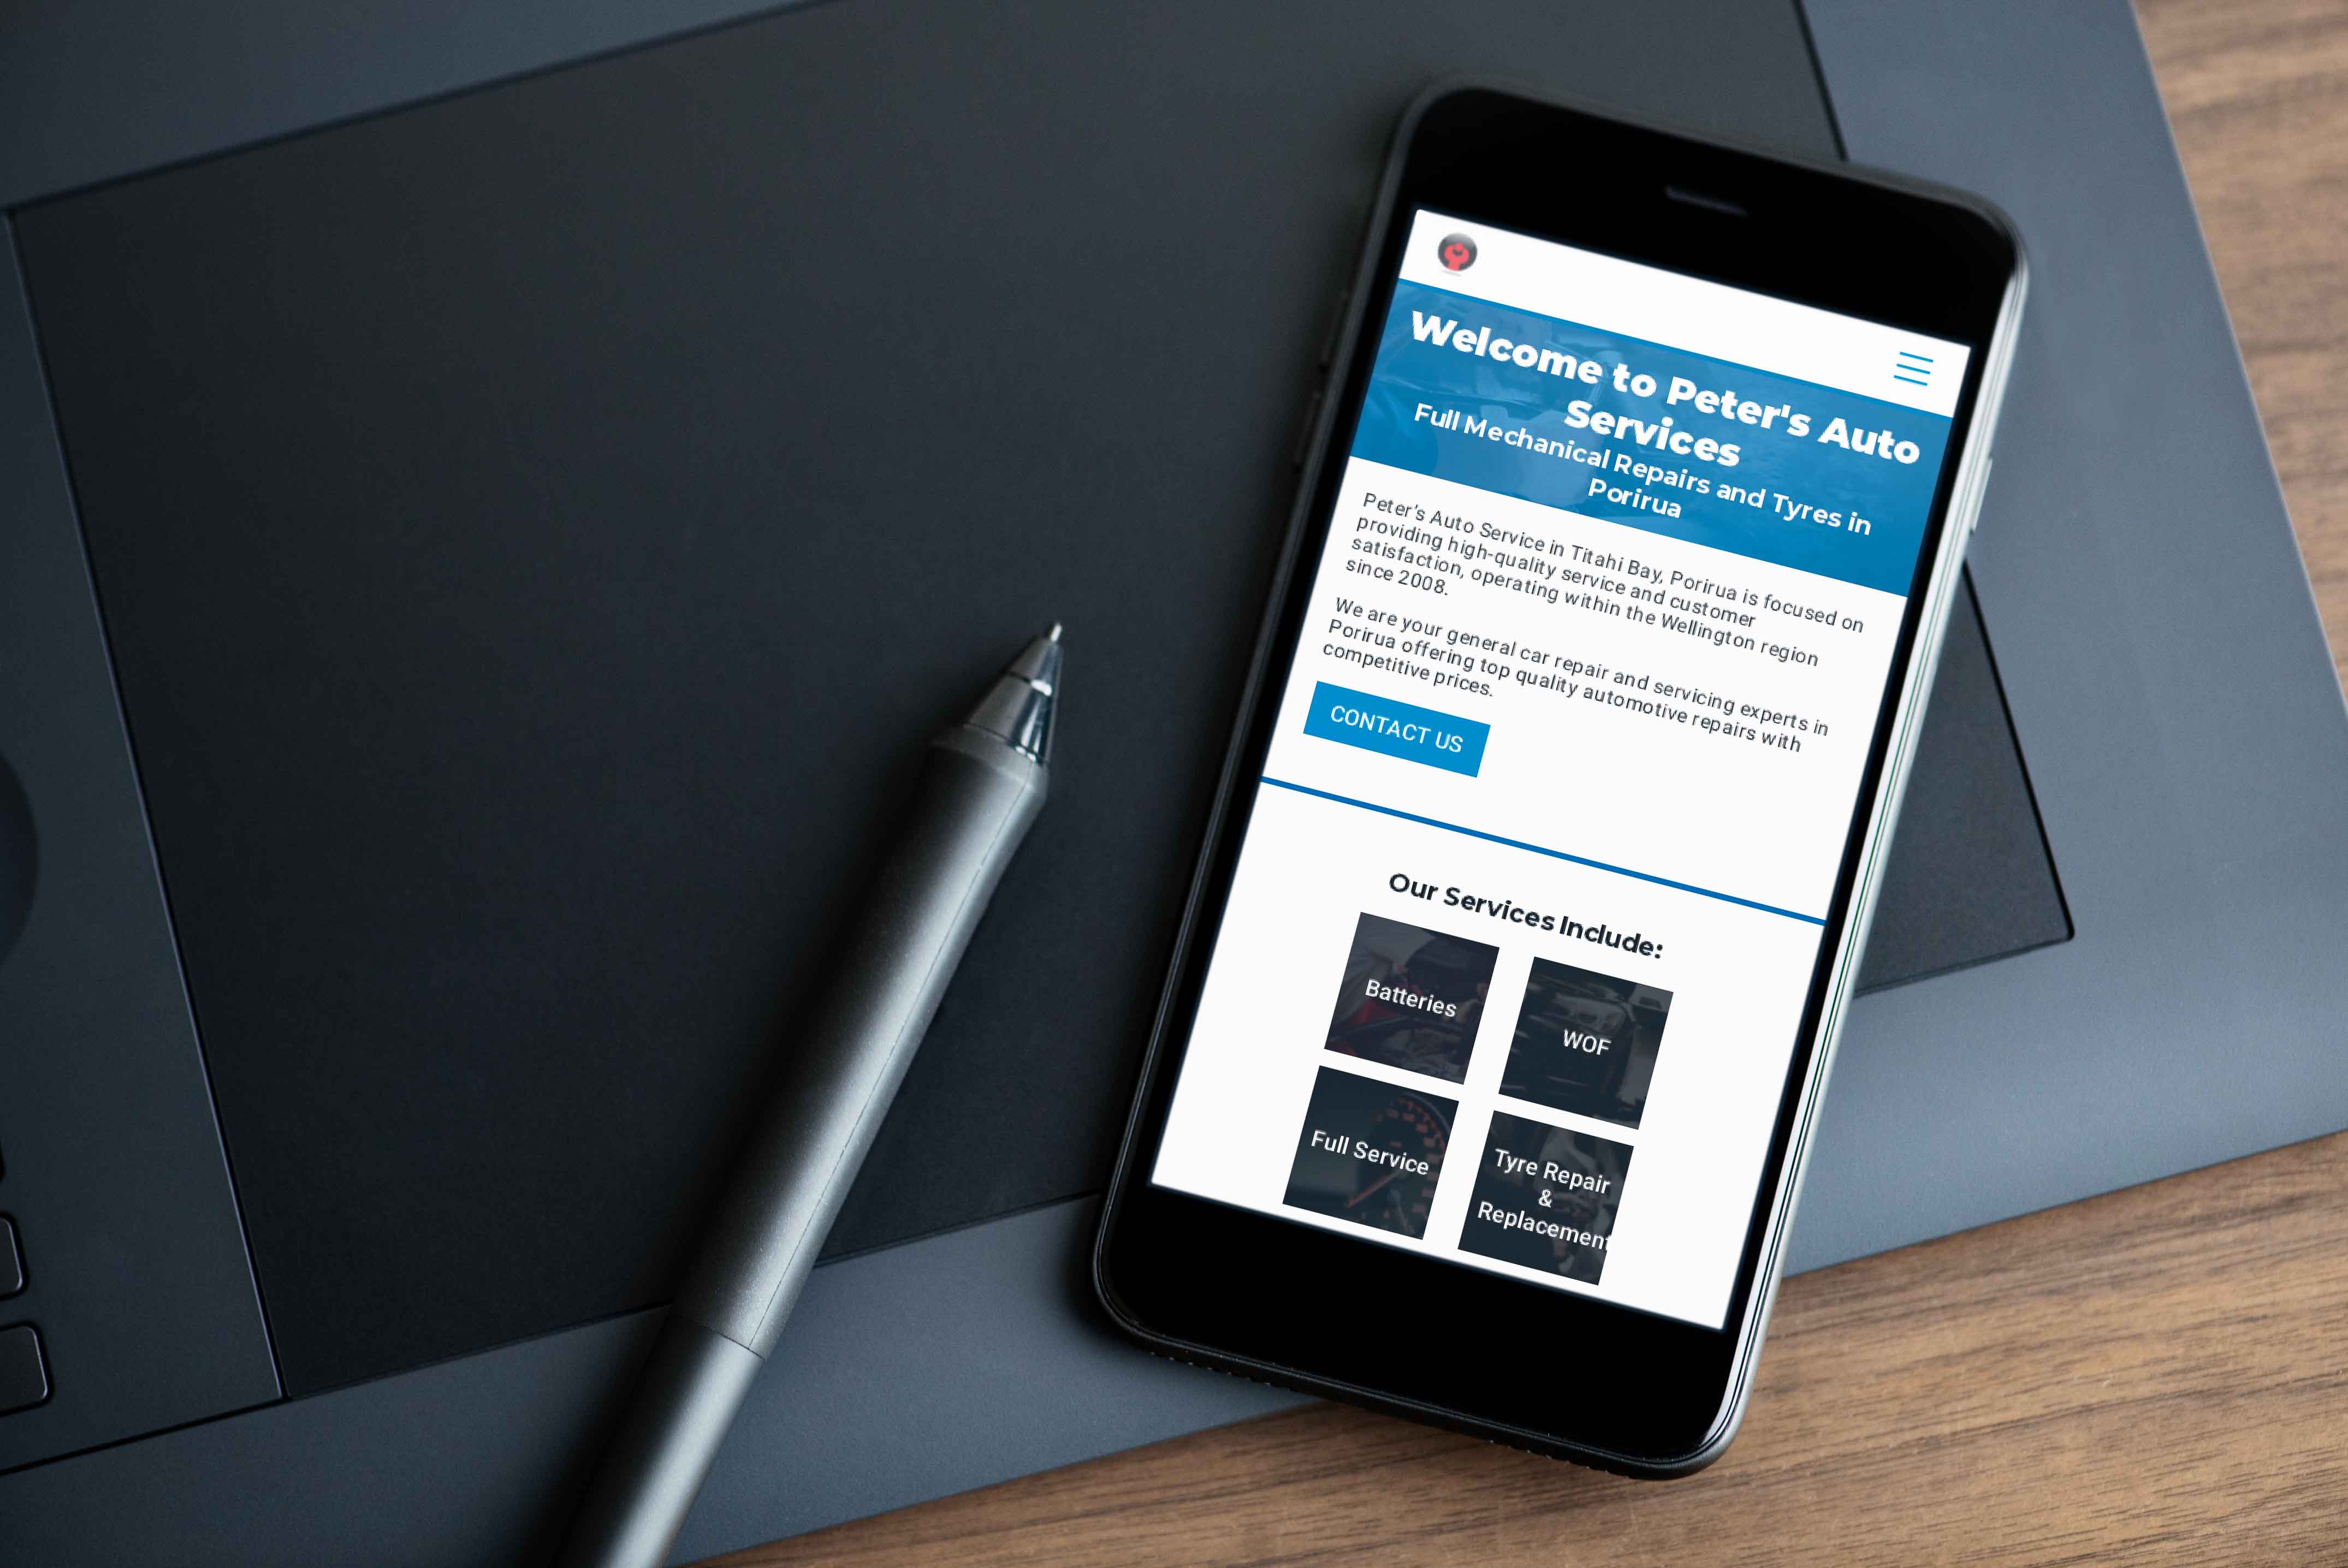 Welcome to Peter's Auto
Services
Full Mechanical Repairs and Tyres in
Porirua
Peter's Auto Service in Titahi Bay, Porirua is focused on
providing high-quality service and customer
satisfaction, operating within the Wellington region
since 2008.
We are your general car repair and servicing experts in
Porirua offering top quality automotive repairs with
competitive prices.
CONTACT US
Our Services Include:
Batteries
WOF
Full Service
Tyre Repair
&
Replacement